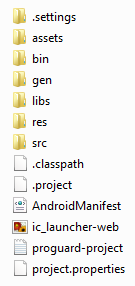 .settings
assets
bin
gen
libs
res
src
.classpath
.project
AndroidManifest
ic_launcher-web
proguard-project
project.properties